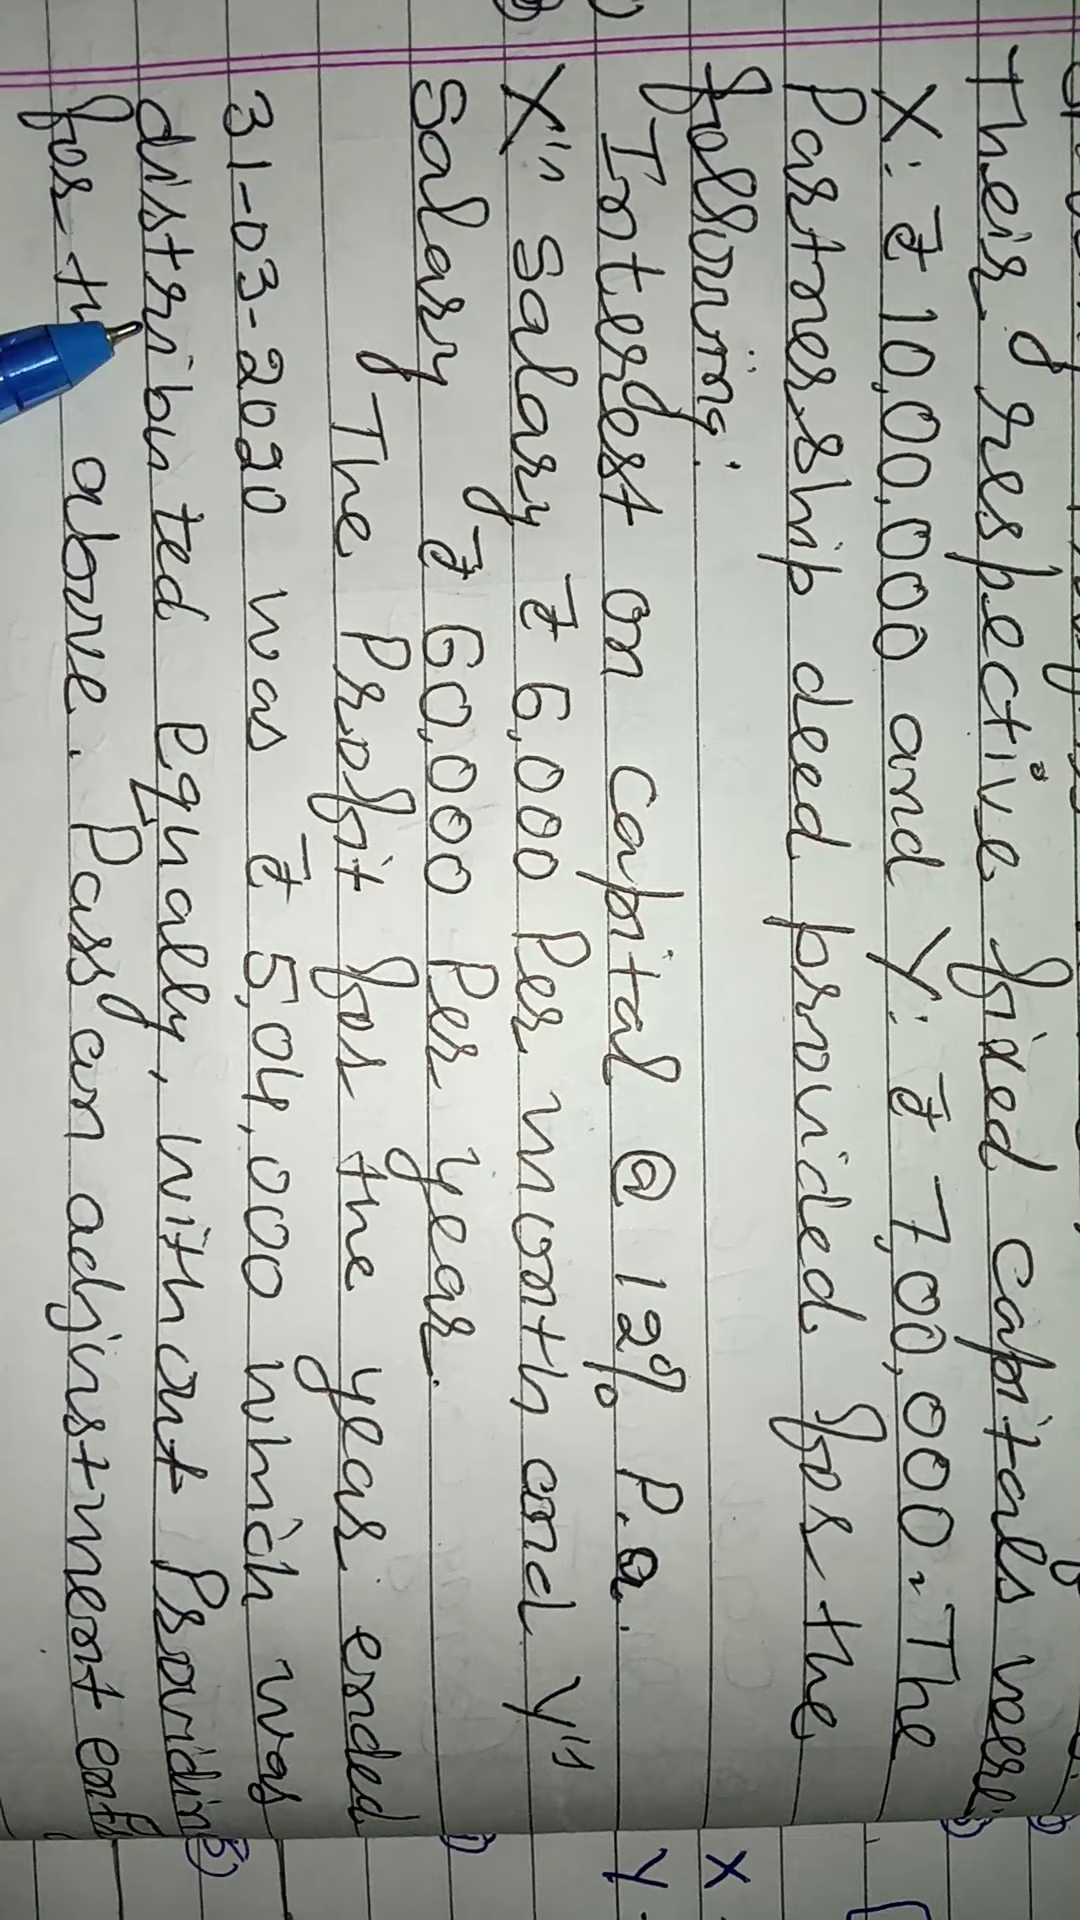 Their respective fixed capitals were
X: ₹ 10,00,000 and Y: ₹ 7,00,000. The
Partnership deed provided for the
following:
Interest on capital @ 12% P.a.
X" Salary ₹ 6,000 Per month and Y"
Salary ₹ 60,000 Per year.
The Profit for the year ended
31-03-2020 was ₹ 5,04,000 which was
distributed equally, without Providin
for above. Pass an adjustment
X
Y